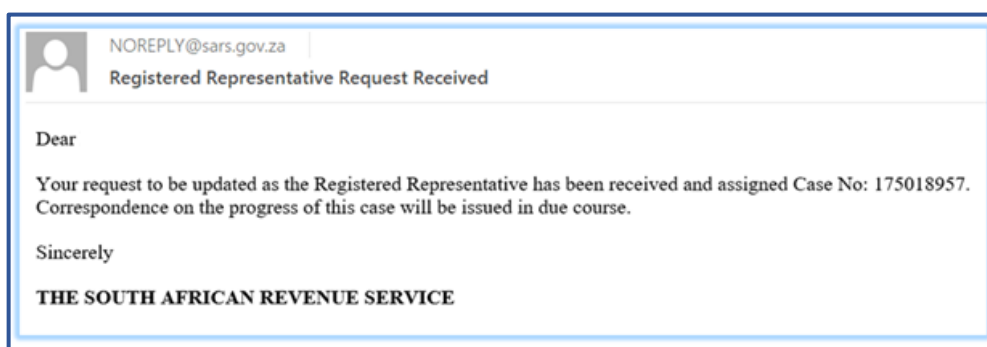 NOREPLY@sars.gov.za
Registered Representative Request Received
Dear
Your request to be updated as the Registered Representative has been received and assigned Case No: 175018957.
Correspondence on the progress of this case will be issued in due course.
Sincerely
THE SOUTH AFRICAN REVENUE SERVICE